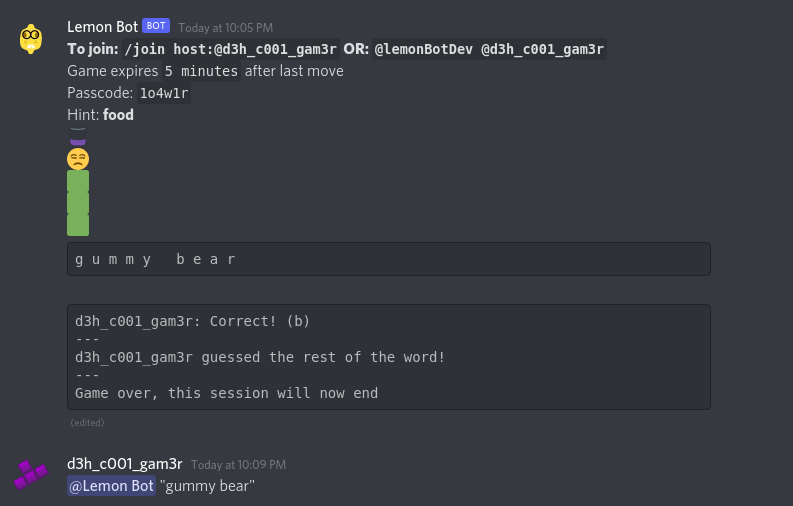 Lemon Bot BOT Today at 10:05 PM
To join: /join host:@d3h_c001_gam3r OR: @lemonBotDev @d3h_c001_gam3r
Game expires 5 minutes after last move
Passcode: 1o4w1r
Hint: food
g u m m y   b e a r
d3h_c001_gam3r: Correct! (b)
---
d3h_c001_gam3r guessed the rest of the word!
---
Game over, this session will now end
(edited)
d3h_c001_gam3r Today at 10:09 PM
@Lemon Bot "gummy bear"